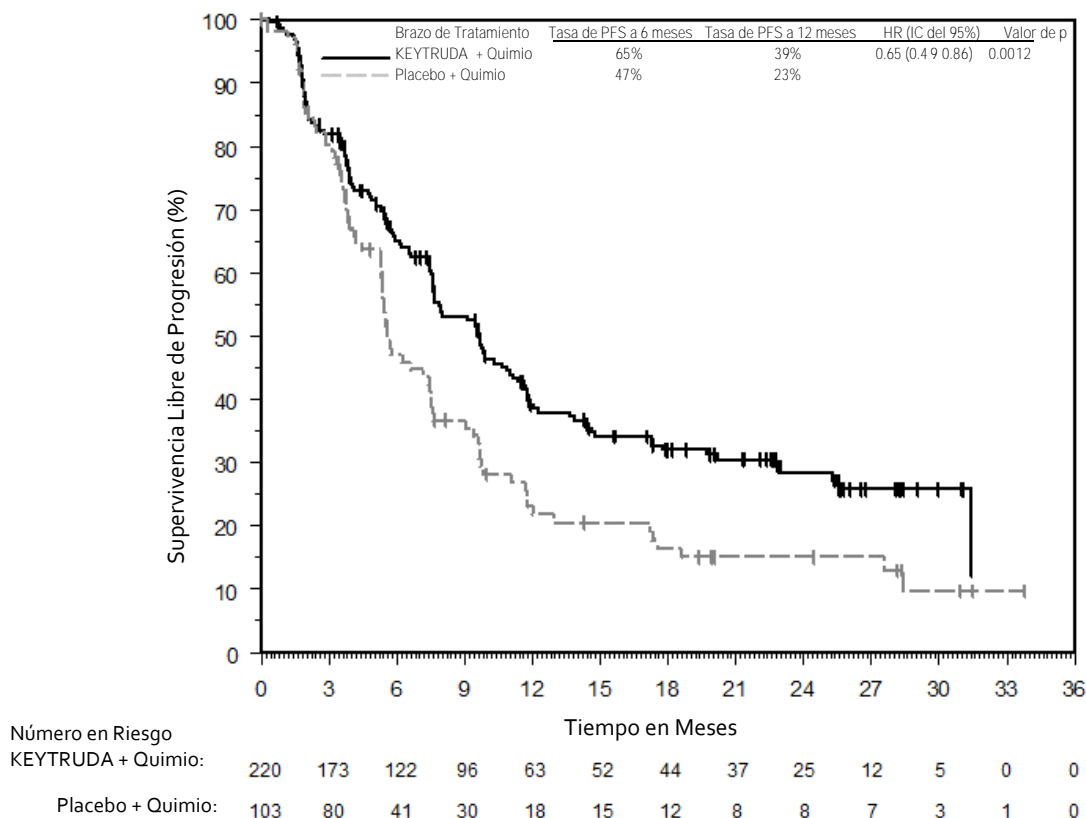 Brazo de Tratamiento Tasa de PFS a 6 meses Tasa de PFS a 12 meses HR (IC del 95%) Valor de p
KEYTRUDA + Quimio 65% 39% 0.65 (0.4 9 0.86) 0.0012
Placebo + Quimio 47% 23%
Supervivencia Libre de Progresión (%)
100
90
80
70
60
50
40
30
20
10
0
0 3 6 9 12 15 18 21 24 27 30 33 36
Tiempo en Meses
Número en Riesgo
KEYTRUDA + Quimio: 220 173 122 96 63 52 44 37 25 12 5 0 0
Placebo + Quimio: 103 80 41 30 18 15 12 8 8 7 3 1 0